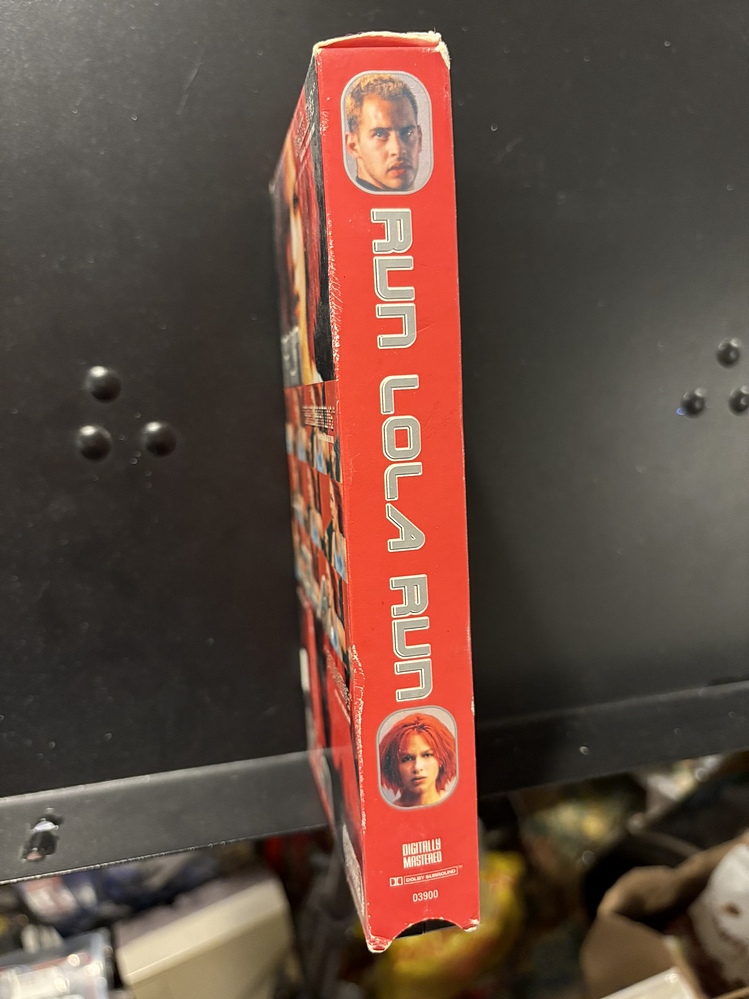 RUN LOLA RUN
DIGITALLY
MASTERED
DOLBY SURROUND
03900